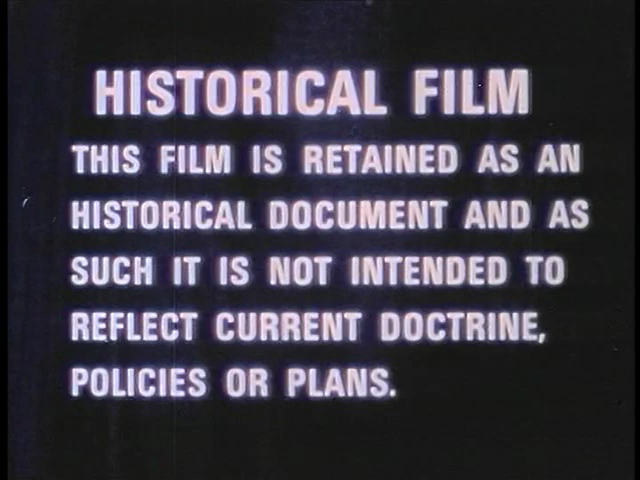 HISTORICAL FILM
THIS FILM IS RETAINED AS AN
HISTORICAL DOCUMENT AND AS
SUCH IT IS NOT INTENDED TO
REFLECT CURRENT DOCTRINE,
POLICIES OR PLANS.